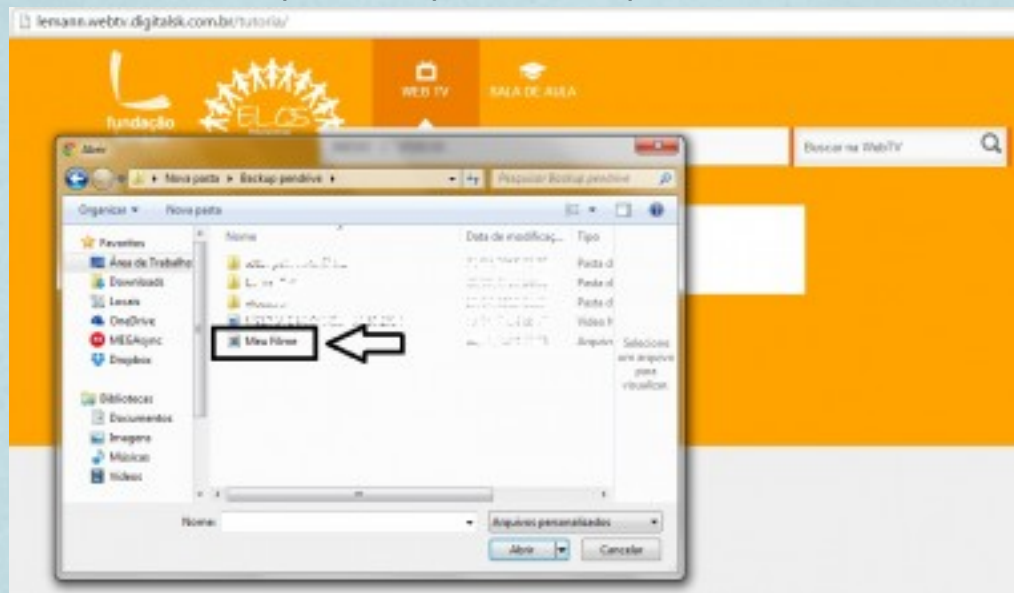 lemann.webtv.digitalsk.com.br/tutoria/
fundação
ELOS
WEB TV
SALA DE AULA
Buscar na WebTV
Abrir
Nova pasta
Backup pendrive
Pesquisar Backup pendrive
Organizar
Nova pasta
Nome
Data de modificaç...
Tipo
Favoritos
Área de Trabalho
Downloads
Locais
OneDrive
MEGAsync
Dropbox
Bibliotecas
Documentos
Imagens
Músicas
Vídeos
Pasta d
Pasta d
Pasta d
Meu Filme
Selecione
um arquivo
para
visualizar.
Nome:
Arquivos personalizados
Abrir
Cancelar